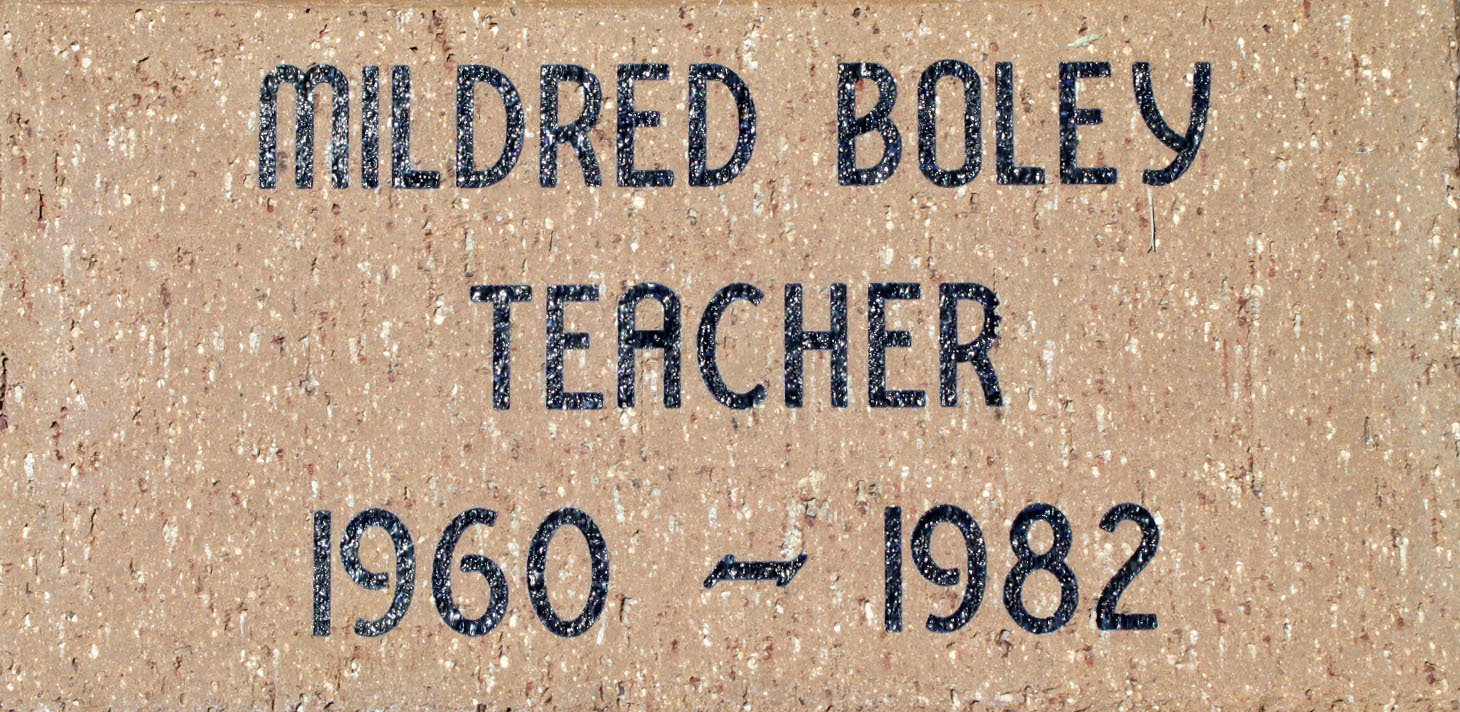 MILDRED BOLEY
TEACHER
1960 ~ 1982